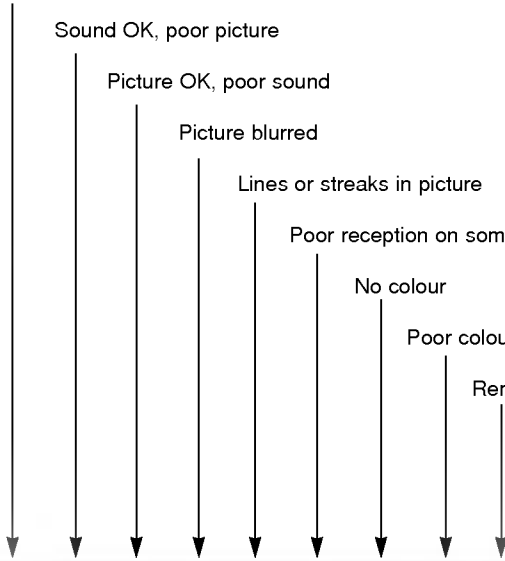 Sound OK, poor picture
Picture OK, poor sound
Picture blurred
Lines or streaks in picture
Poor reception on som
No colour
Poor colou
Rer